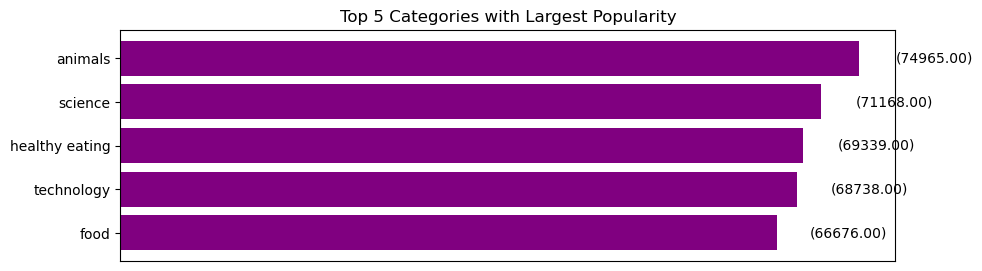 Top 5 Categories with Largest Popularity
animals (74965.00)
science (71168.00)
healthy eating (69339.00)
technology (68738.00)
food (66676.00)